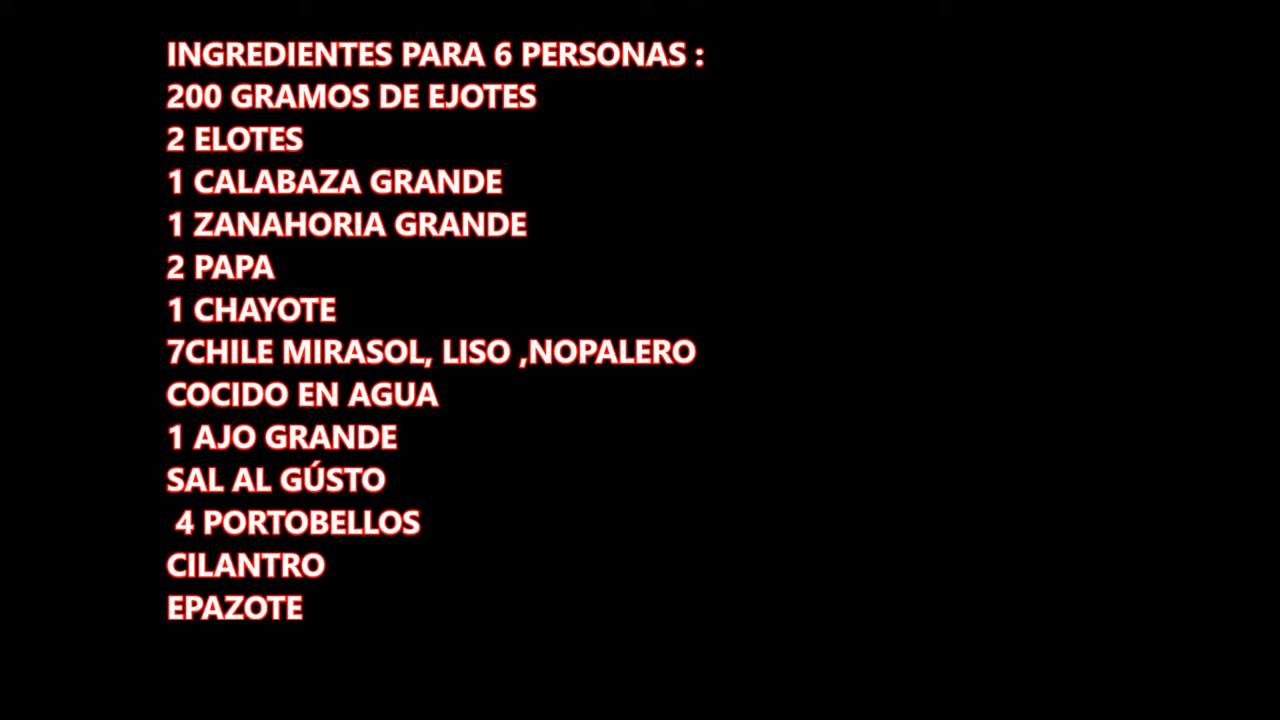 INGREDIENTES PARA 6 PERSONAS :
200 GRAMOS DE EJOTES
2 ELOTES
1 CALABAZA GRANDE
1 ZANAHORIA GRANDE
2 PAPA
1 CHAYOTE
7CHILE MIRASOL, LISO ,NOPALERO
COCIDO EN AGUA
1 AJO GRANDE
SAL AL GÚSTO
4 PORTOBELLOS
CILANTRO
EPAZOTE